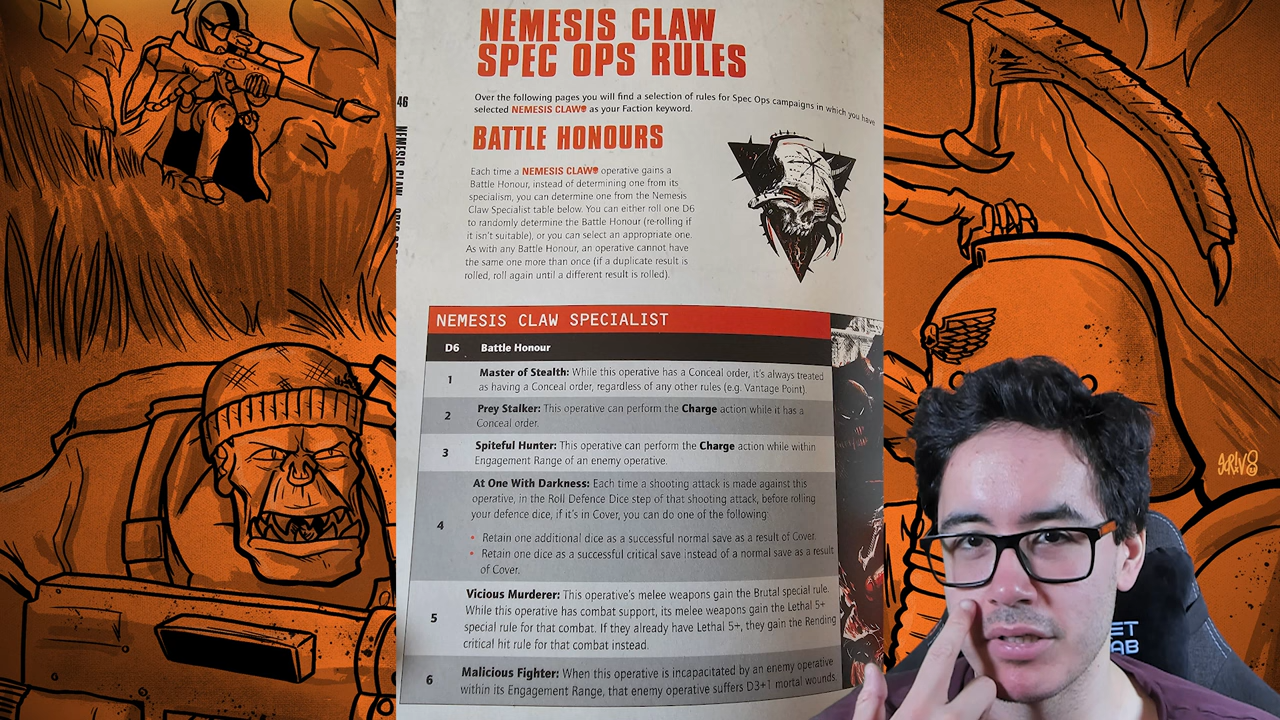 NEMESIS CLAW
SPEC OPS RULES
46
Over the following pages you will find a selection of rules for Spec Ops campaigns in which you have
selected NEMESIS CLAW as your Faction keyword.
NEMESIS CLAW
BATTLE HONOURS
Each time a NEMESIS CLAW operative gains a
Battle Honour, instead of determining one from its
specialism, you can determine one from the Nemesis
Claw Specialist table below. You can either roll one D6
to randomly determine the Battle Honour (re-rolling if
it isn't suitable), or you can select an appropriate one.
As with any Battle Honour, an operative cannot have
the same one more than once (if a duplicate result is
rolled, roll again until a different result is rolled).
NEMESIS CLAW SPECIALIST
D6 Battle Honour
1 Master of Stealth: While this operative has a Conceal order, it's always treated
as having a Conceal order, regardless of any other rules (e.g. Vantage Point).
2 Prey Stalker: This operative can perform the Charge action while it has a
Conceal order.
3 Spiteful Hunter: This operative can perform the Charge action while within
Engagement Range of an enemy operative.
4 At One With Darkness: Each time a shooting attack is made against this
operative, in the Roll Defence Dice step of that shooting attack, before rolling
your defence dice, if it's in Cover, you can do one of the following:
• Retain one additional dice as a successful normal save as a result of Cover.
• Retain one dice as a successful critical save instead of a normal save as a result
of Cover.
5 Vicious Murderer: This operative's melee weapons gain the Brutal special rule.
While this operative has combat support, its melee weapons gain the Lethal 5+
special rule for that combat. If they already have Lethal 5+, they gain the Rending
critical hit rule for that combat instead.
6 Malicious Fighter: When this operative is incapacitated by an enemy operative
within its Engagement Range, that enemy operative suffers D3+1 mortal wounds.